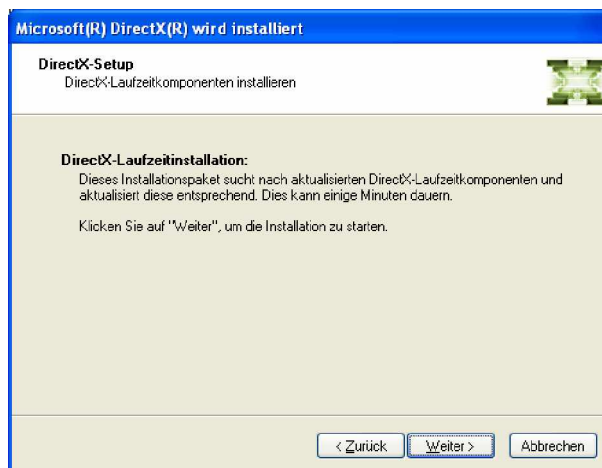 Microsoft(R) DirectX(R) wird installiert
DirectX-Setup
DirectX-Laufzeitkomponenten installieren
DirectX-Laufzeitinstallation:
Dieses Installationspaket sucht nach aktualisierten DirectX-Laufzeitkomponenten und
aktualisiert diese entsprechend. Dies kann einige Minuten dauern.
Klicken Sie auf "Weiter", um die Installation zu starten.
< Zurück Weiter > Abbrechen